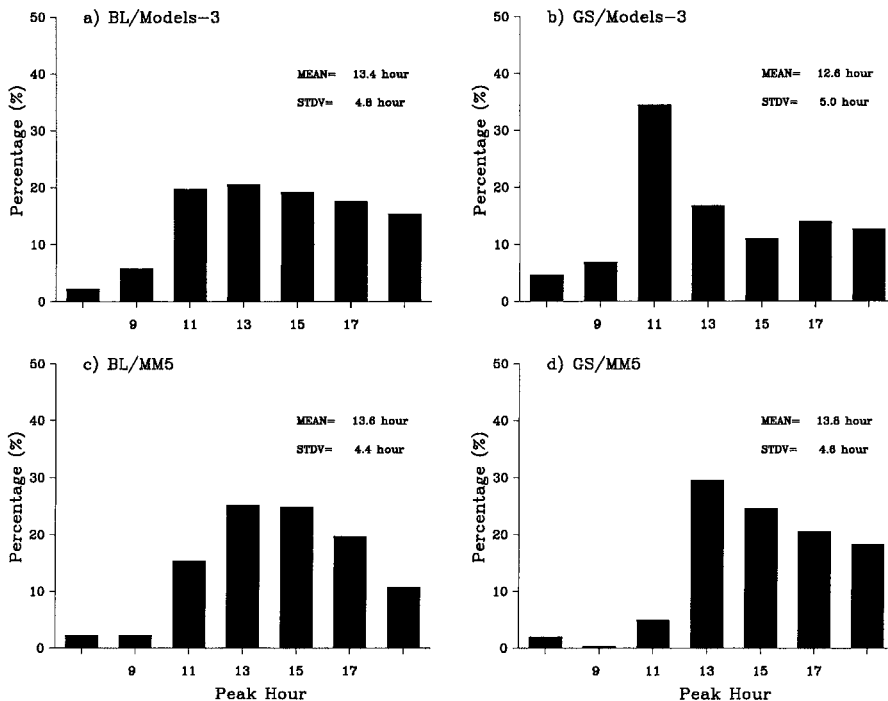 a) BL/Models-3
MEAN= 13.4 hour
STDV= 4.8 hour
Percentage (%)
50
40
30
20
10
0
9 11 13 15 17
b) GS/Models-3
MEAN= 12.6 hour
STDV= 5.0 hour
Percentage (%)
50
40
30
20
10
0
9 11 13 15 17
c) BL/MM5
MEAN= 13.6 hour
STDV= 4.4 hour
Percentage (%)
50
40
30
20
10
0
9 11 13 15 17
Peak Hour
d) GS/MM5
MEAN= 13.8 hour
STDV= 4.6 hour
Percentage (%)
50
40
30
20
10
0
9 11 13 15 17
Peak Hour